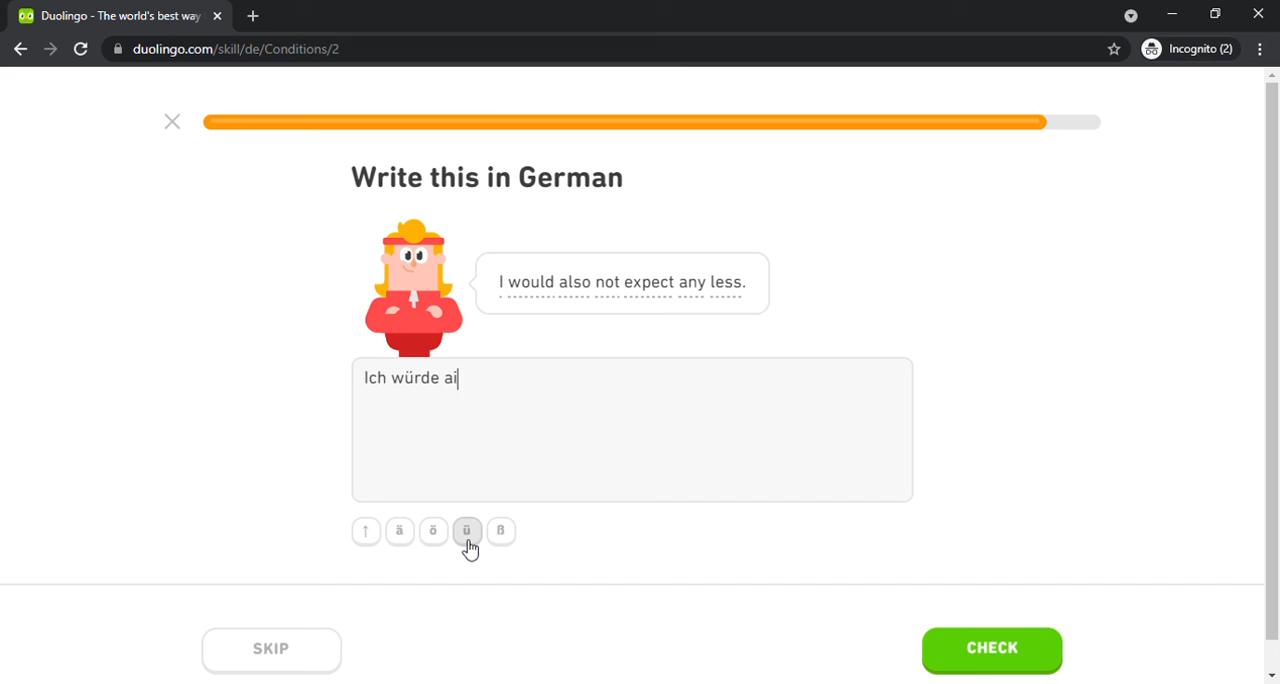 Duolingo - The world's best way
duolingo.com/skill/de/Conditions/2
Incognito (2)
Write this in German
I would also not expect any less.
Ich würde ai
↑ ä ö ü ß
SKIP
CHECK